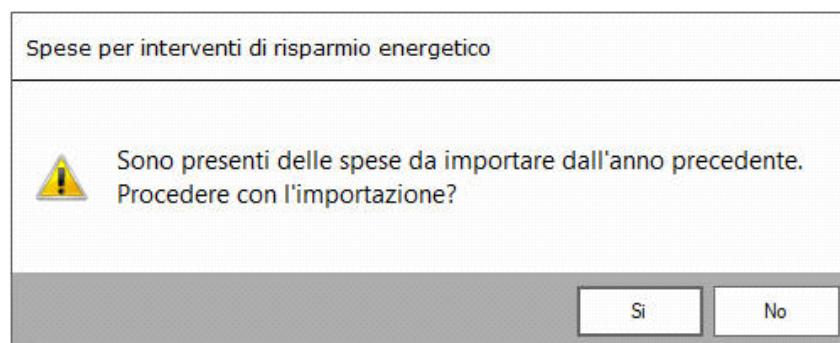 Spese per interventi di risparmio energetico
Sono presenti delle spese da importare dall'anno precedente.
Procedere con l'importazione?
Si
No